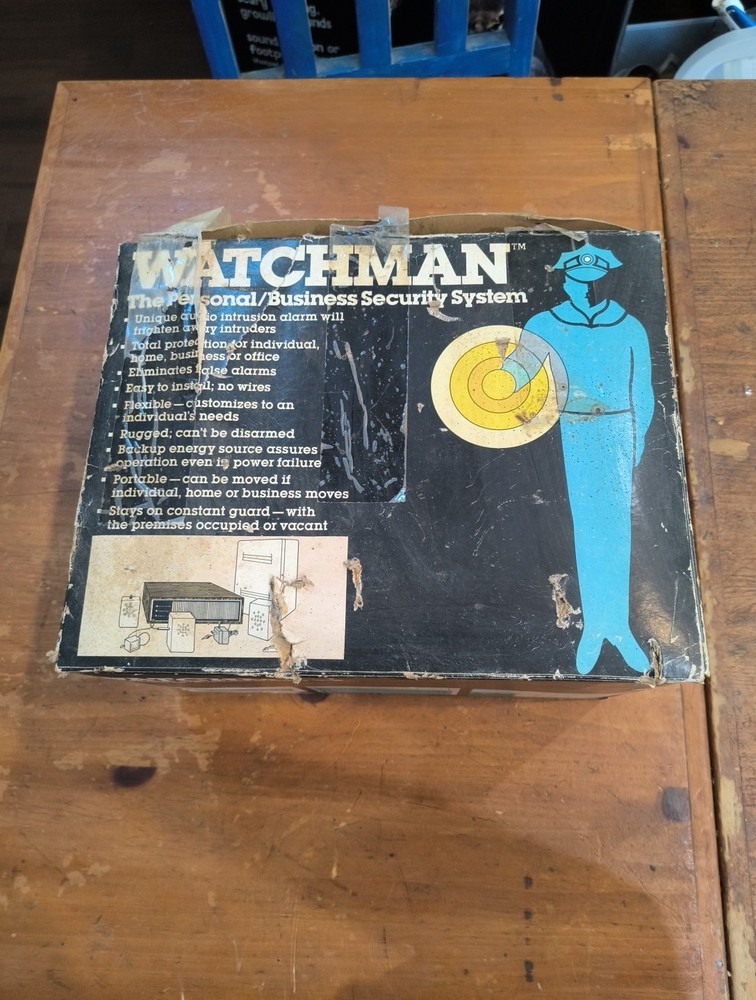 growling
sound
or
WATCHMAN™
The Personal/Business Security System
▪ Unique audio intrusion alarm will
frighten away intruders
▪ Total protection for individual,
home, business or office
▪ Eliminates false alarms
▪ Easy to install; no wires
▪ Flexible — customizes to an
individual's needs
▪ Rugged; can't be disarmed
▪ Backup energy source assures
operation even in power failure
▪ Portable — can be moved if
individual, home or business moves
▪ Stays on constant guard — with
the premises occupied or vacant